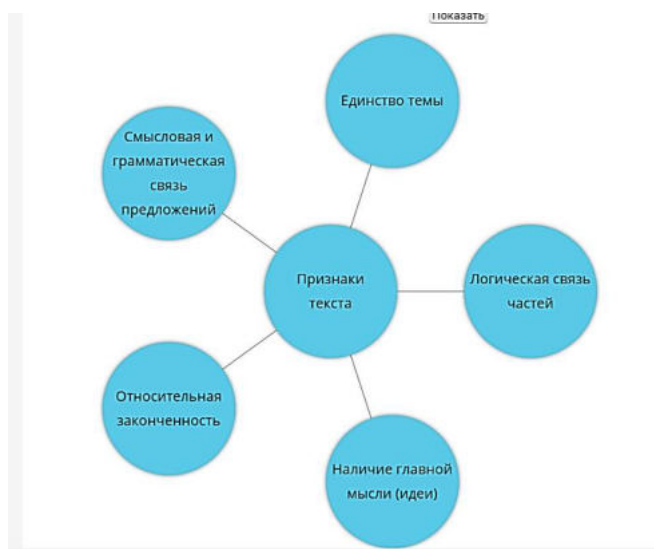 Показать
Единство темы
Смысловая и
грамматическая
связь
предложений
Признаки
текста
Логическая связь
частей
Относительная
законченность
Наличие главной
мысли (идеи)